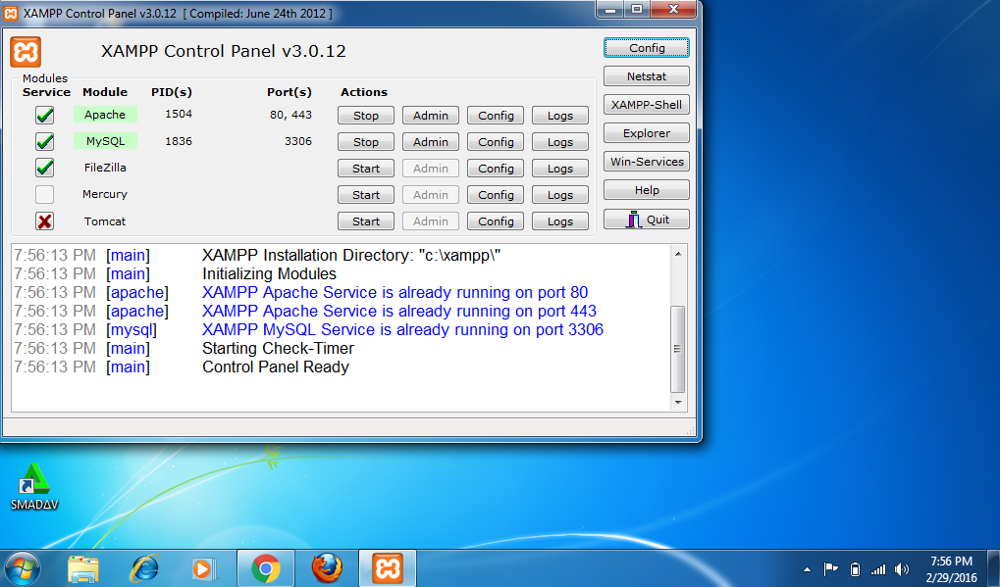 XAMPP Control Panel v3.0.12 [ Compiled: June 24th 2012 ]
XAMPP Control Panel v3.0.12
Config
Modules
Netstat
Service Module PID(s) Port(s) Actions
XAMPP-Shell
Apache 1504 80, 443 Stop Admin Config Logs
Explorer
MySQL 1836 3306 Stop Admin Config Logs
Win-Services
FileZilla Start Admin Config Logs
Help
Mercury Start Admin Config Logs
Quit
Tomcat Start Admin Config Logs
7:56:13 PM [main] XAMPP Installation Directory: "c:\xampp\"
7:56:13 PM [main] Initializing Modules
7:56:13 PM [apache] XAMPP Apache Service is already running on port 80
7:56:13 PM [apache] XAMPP Apache Service is already running on port 443
7:56:13 PM [mysql] XAMPP MySQL Service is already running on port 3306
7:56:13 PM [main] Starting Check-Timer
7:56:13 PM [main] Control Panel Ready
SMADΔV
7:56 PM
2/29/2016